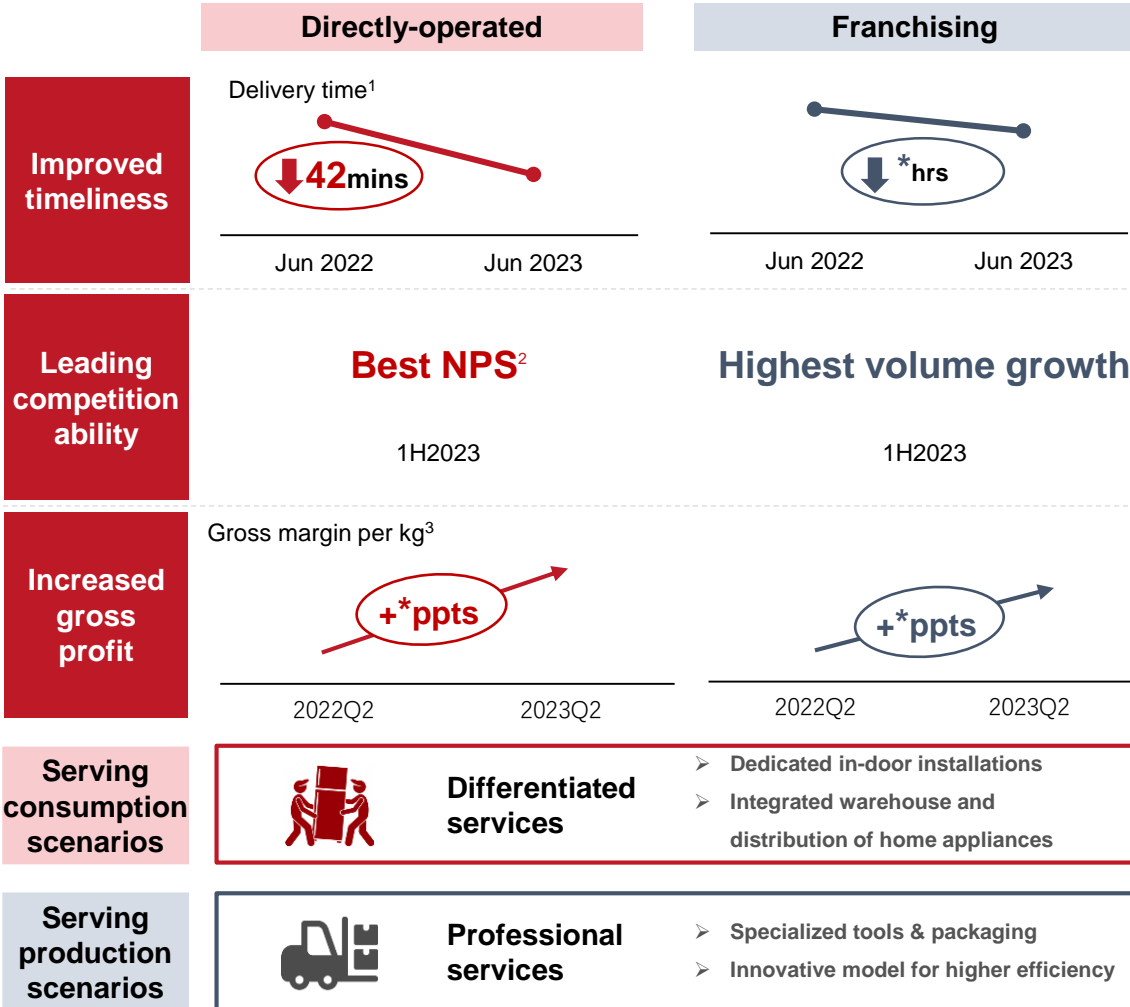 Directly-operated
Franchising
Improved
timeliness
Delivery time¹
42mins
Jun 2022
Jun 2023
*hrs
Jun 2022
Jun 2023
Leading
competition
ability
Best NPS²
1H2023
Highest volume growth
1H2023
Increased
gross
profit
Gross margin per kg³
+*ppts
2022Q2
2023Q2
+*ppts
2022Q2
2023Q2
Serving
consumption
scenarios
Differentiated
services
➢ Dedicated in-door installations
➢ Integrated warehouse and
distribution of home appliances
Serving
production
scenarios
Professional
services
➢ Specialized tools & packaging
➢ Innovative model for higher efficiency